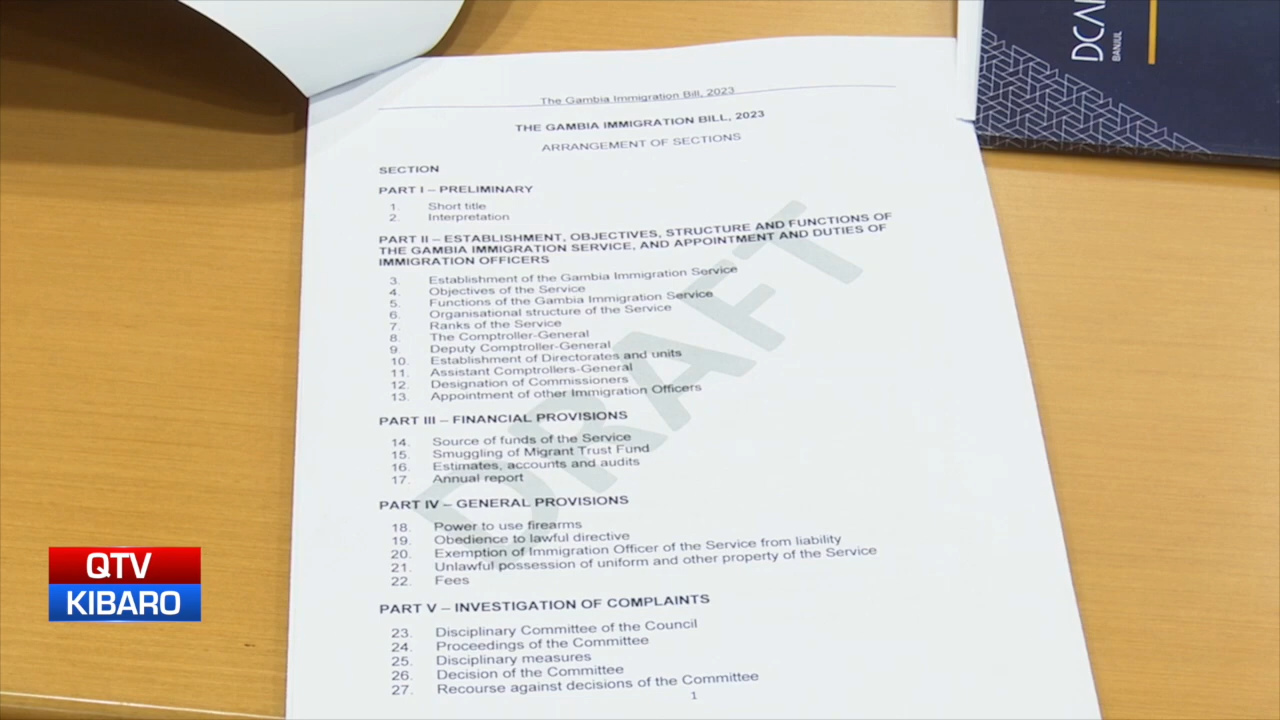 The Gambia Immigration Bill, 2023
THE GAMBIA IMMIGRATION BILL, 2023
ARRANGEMENT OF SECTIONS
SECTION
PART I – PRELIMINARY
1. Short title
2. Interpretation
PART II – ESTABLISHMENT, OBJECTIVES, STRUCTURE AND FUNCTIONS OF
THE GAMBIA IMMIGRATION SERVICE, AND APPOINTMENT AND DUTIES OF
IMMIGRATION OFFICERS
3. Establishment of the Gambia Immigration Service
4. Objectives of the Service
5. Functions of the Gambia Immigration Service
6. Organisational structure of the Service
7. Ranks of the Service
8. The Comptroller-General
9. Deputy Comptroller-General
10. Establishment of Directorates and units
11. Assistant Comptrollers-General
12. Designation of Commissioners
13. Appointment of other Immigration Officers
PART III – FINANCIAL PROVISIONS
14. Source of funds of the Service
15. Smuggling of Migrant Trust Fund
16. Estimates, accounts and audits
17. Annual report
PART IV – GENERAL PROVISIONS
18. Power to use firearms
19. Obedience to lawful directive
20. Exemption of Immigration Officer of the Service from liability
21. Unlawful possession of uniform and other property of the Service
22. Fees
PART V – INVESTIGATION OF COMPLAINTS
23. Disciplinary Committee of the Council
24. Proceedings of the Committee
25. Disciplinary measures
26. Decision of the Committee
27. Recourse against decisions of the Committee
1
DRAFT
BANJUL
QTV
KIBARO